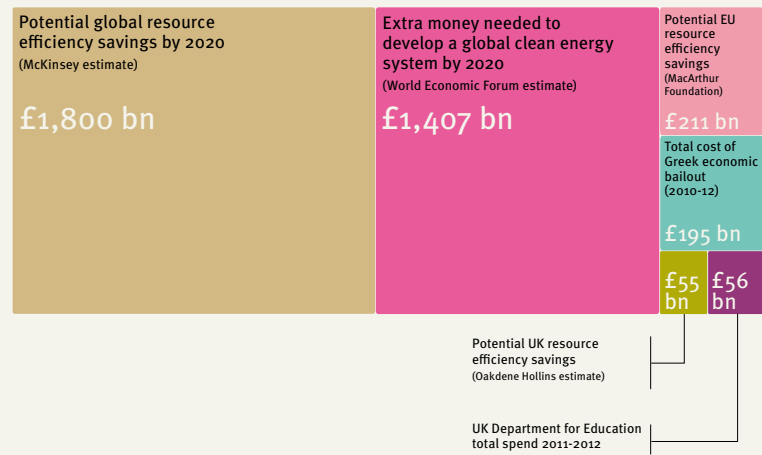 Potential global resource
efficiency savings by 2020
(McKinsey estimate)
£1,800 bn
Extra money needed to
develop a global clean energy
system by 2020
(World Economic Forum estimate)
£1,407 bn
Potential EU
resource
efficiency
savings
(MacArthur
Foundation)
£211 bn
Total cost of
Greek economic
bailout
(2010-12)
£195 bn
£55
bn
£56
bn
Potential UK resource
efficiency savings
(Oakdene Hollins estimate)
UK Department for Education
total spend 2011-2012